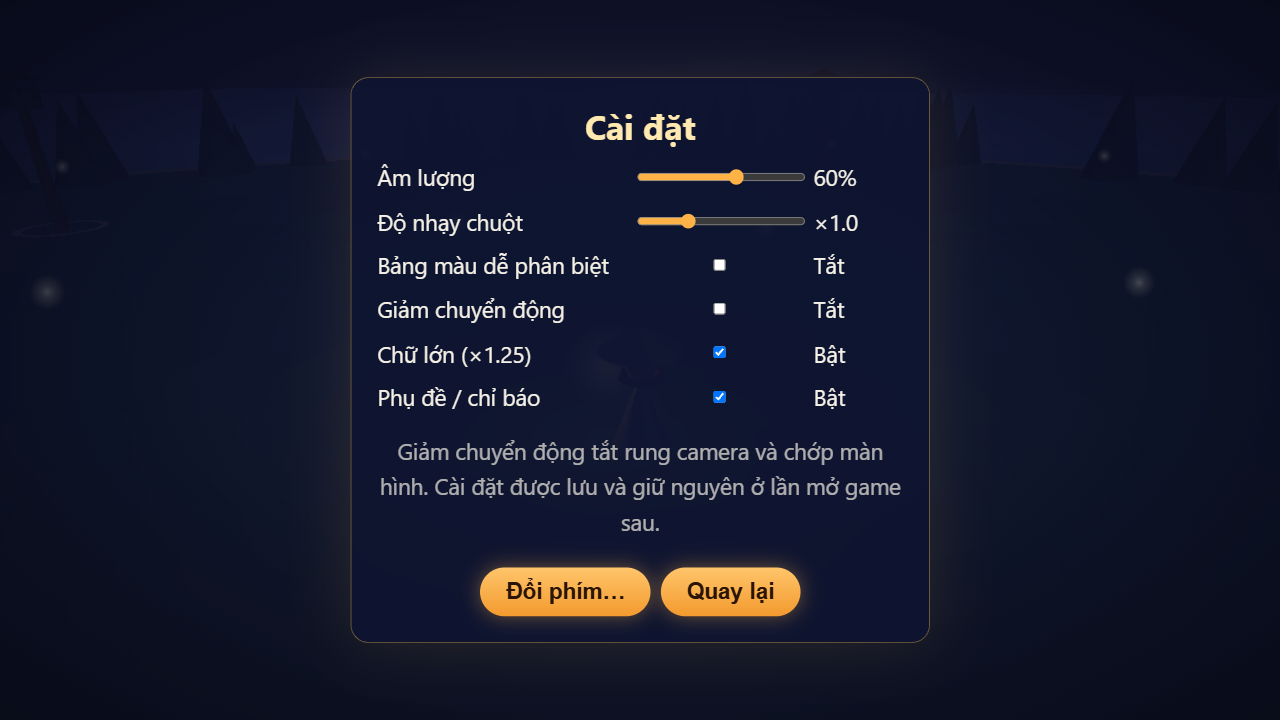 Cài đặt
Âm lượng 60%
Độ nhạy chuột ×1.0
Bảng màu dễ phân biệt Tắt
Giảm chuyển động Tắt
Chữ lớn (×1.25) Bật
Phụ đề / chỉ báo Bật
Giảm chuyển động tắt rung camera và chớp màn
hình. Cài đặt được lưu và giữ nguyên ở lần mở game
sau.
Đổi phím… Quay lại